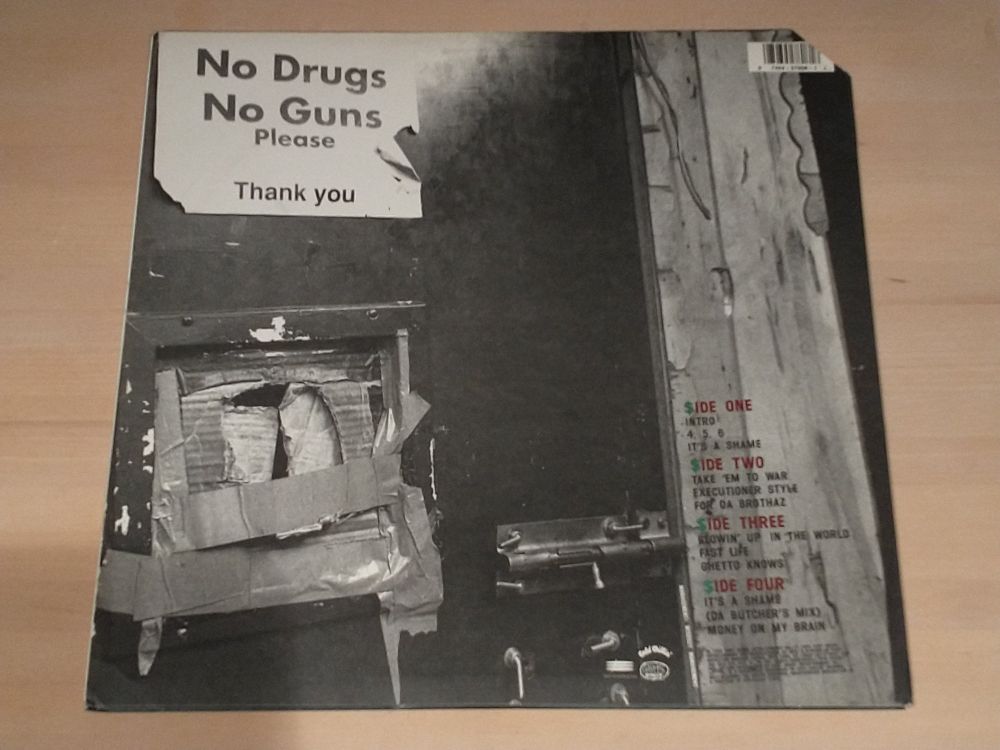 No Drugs
No Guns
Please
Thank you
$IDE ONE
INTRO
4, 5, 6
IT'S A SHAME
$IDE TWO
TAKE 'EM TO WAR
EXECUTIONER STYLE
FOR DA BROTHAZ
$IDE THREE
BLOWIN' UP IN THE WORLD
FAST LIFE
GHETTO KNOWS
$IDE FOUR
IT'S A SHAME
(DA BUTCHER'S MIX)
MONEY ON MY BRAIN
Cold Chillin'